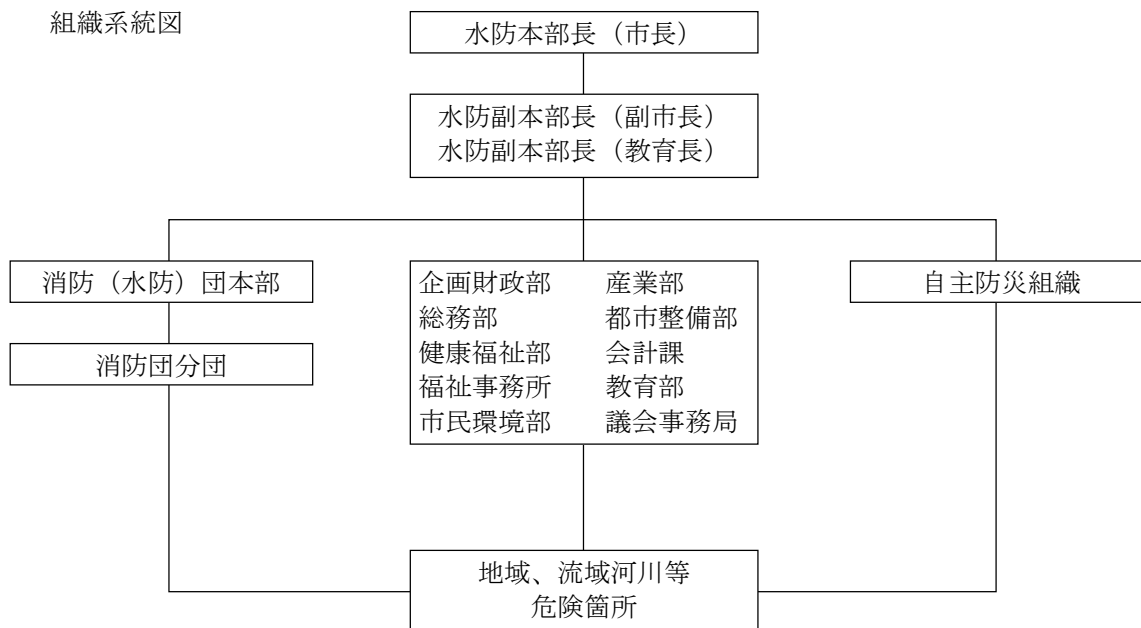 組織系統図
水防本部長（市長）
水防副本部長（副市長）
水防副本部長（教育長）
消防（水防）団本部
消防団分団
企画財政部 産業部
総務部 都市整備部
健康福祉部 会計課
福祉事務所 教育部
市民環境部 議会事務局
自主防災組織
地域、流域河川等
危険箇所